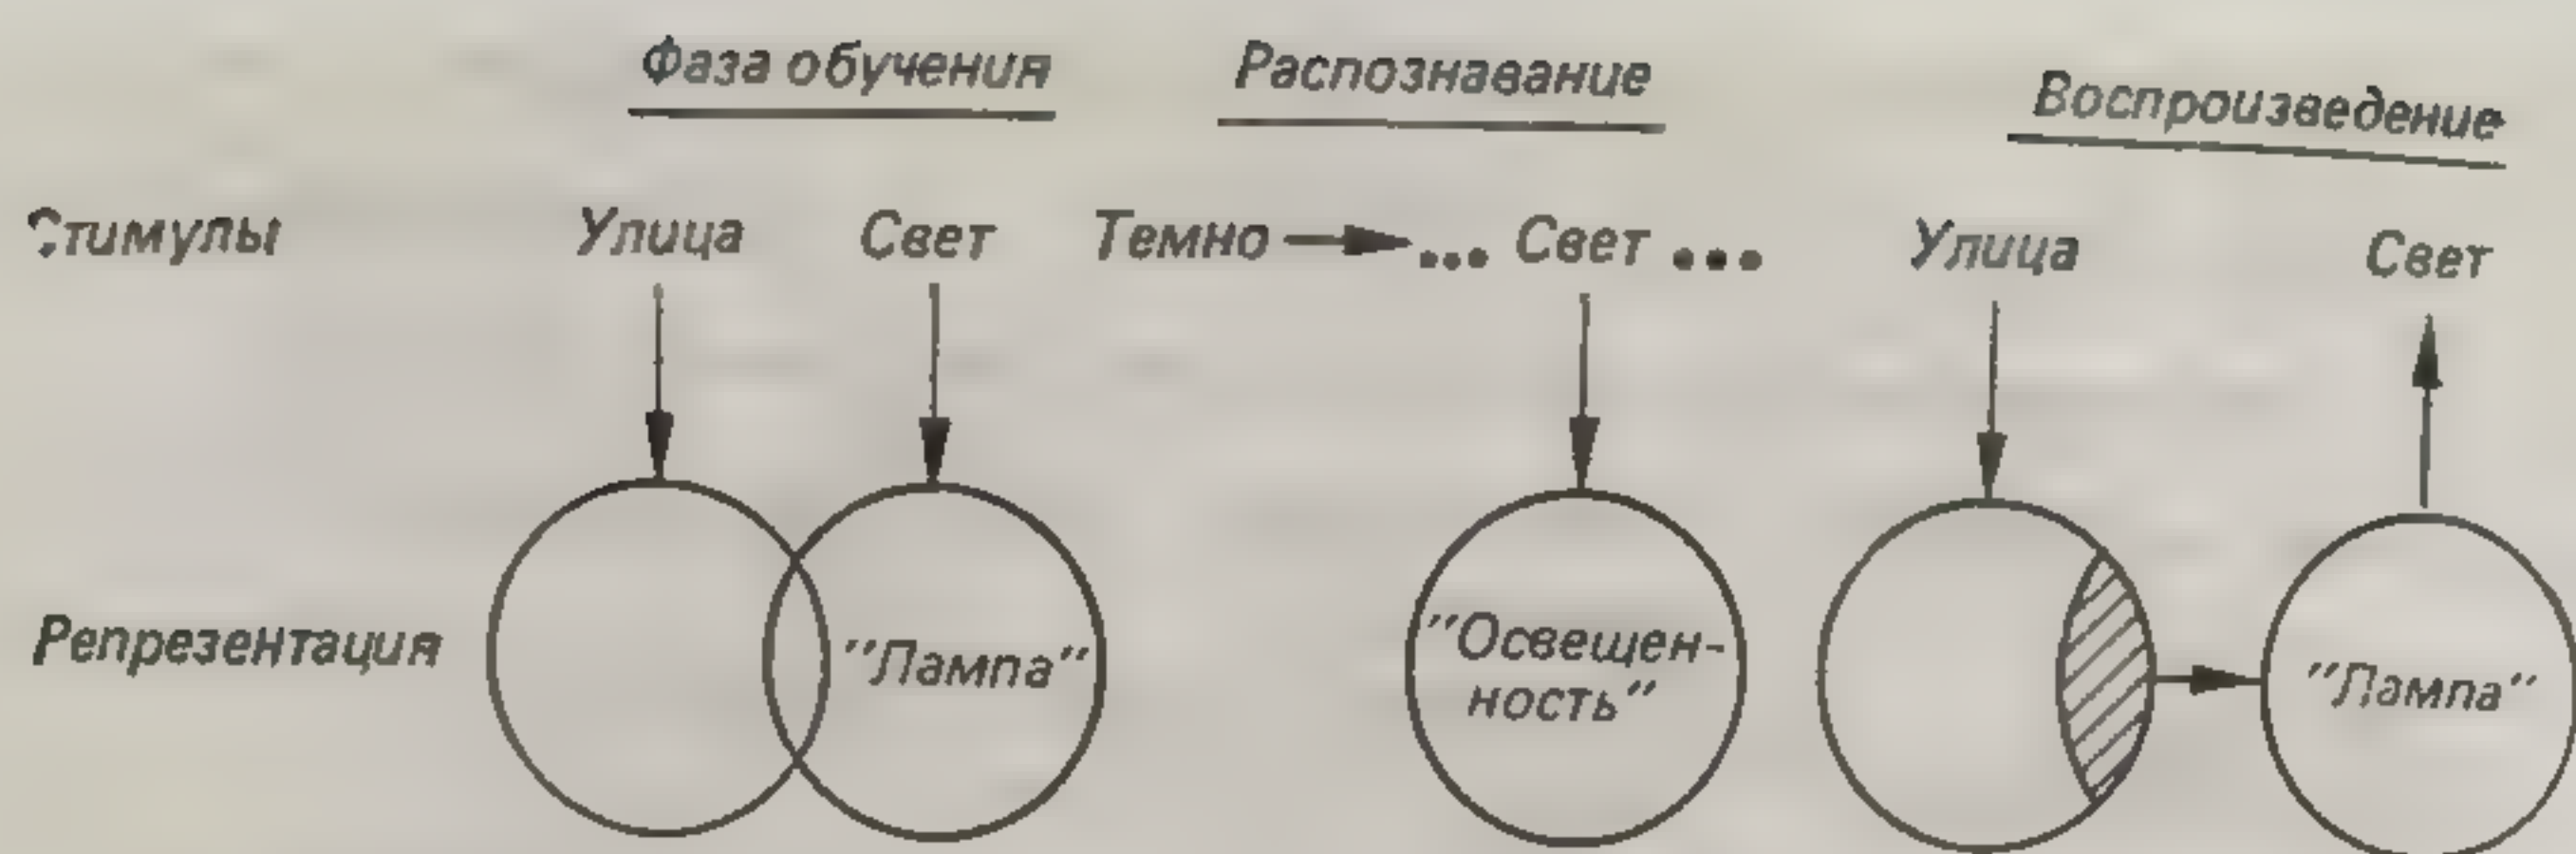 Фаза обучения Распознавание Воспроизведение
Стимулы Улица Свет Темно ... Свет ... Улица Свет
Репрезентация "Лампа" "Освещен-
ность" "Лампа"